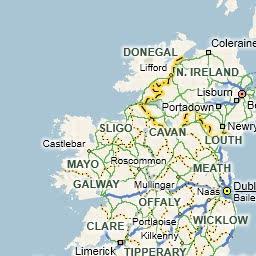 Coleraine
DONEGAL
Lifford
N. IRELAND
Lisburn
Portadown
Be
SLIGO
CAVAN
Newry
Castlebar
LOUTH
MAYO
Roscommon
MEATH
GALWAY
Mullingar
Naas
Dubl
Baile
OFFALY
WICKLOW
CLARE
Portlaoise
Kilkenny
Limerick
TIPPERARY